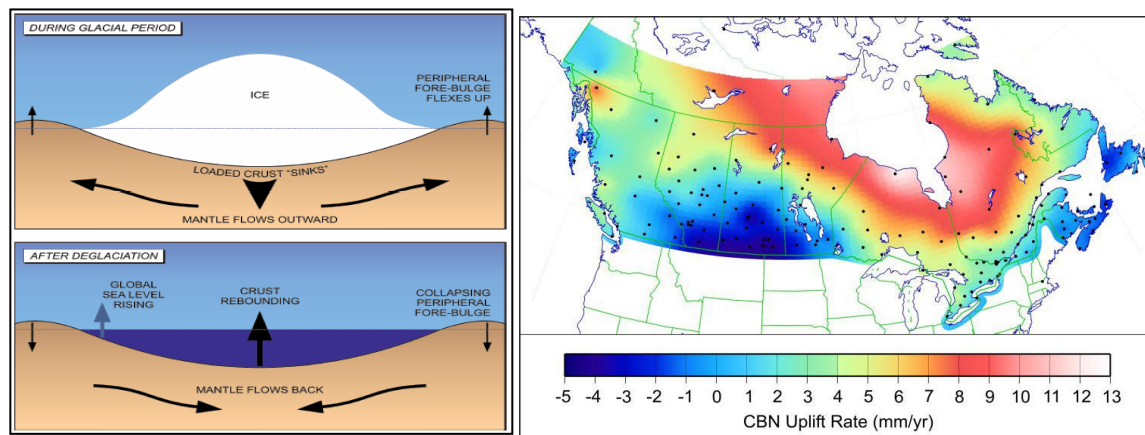 DURING GLACIAL PERIOD
ICE
PERIPHERAL
FORE-BULGE
FLEXES UP
LOADED CRUST "SINKS"
MANTLE FLOWS OUTWARD
AFTER DEGLACIATION
GLOBAL
SEA LEVEL
RISING
CRUST
REBOUNDING
COLLAPSING
PERIPHERAL
FORE-BULGE
MANTLE FLOWS BACK
-5 -4 -3 -2 -1 0 1 2 3 4 5 6 7 8 9 10 11 12 13
CBN Uplift Rate (mm/yr)